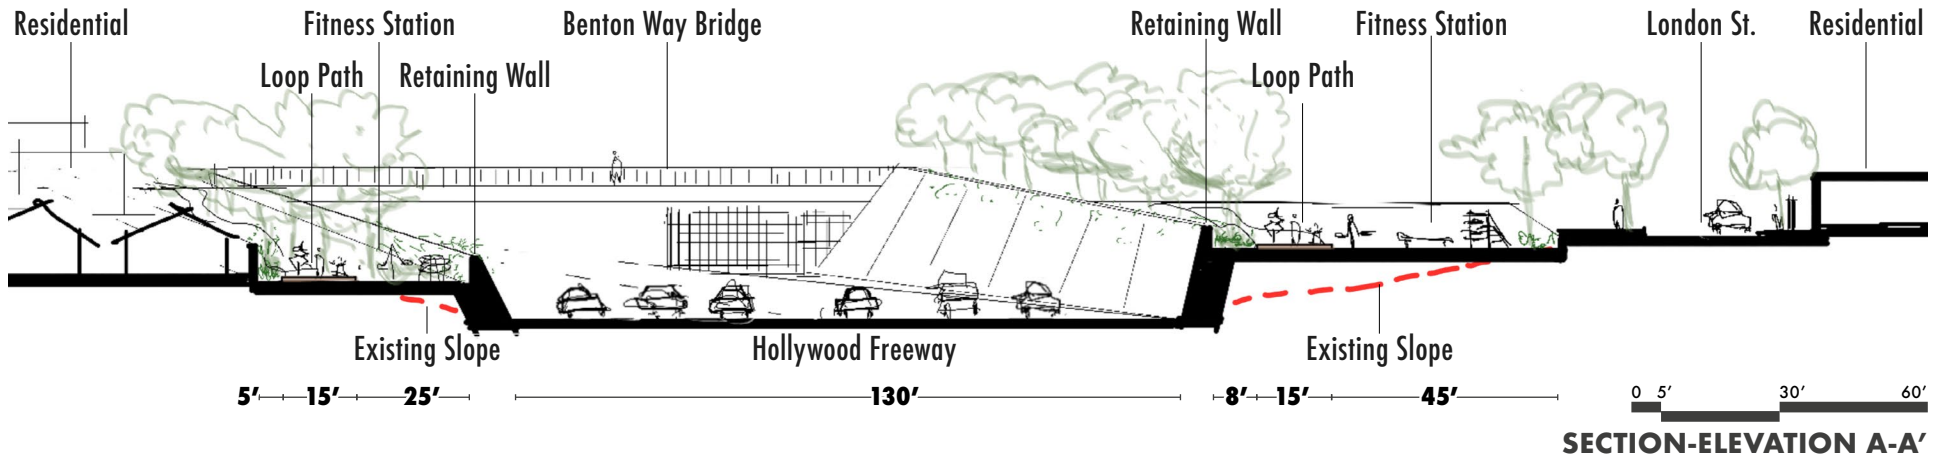 Residential Fitness Station Benton Way Bridge Retaining Wall Fitness Station London St. Residential
Loop Path Retaining Wall Loop Path
Existing Slope Hollywood Freeway Existing Slope
5’ 15’ 25’ 130’ 8’ 15’ 45’
0 5’ 30’ 60’
SECTION-ELEVATION A-A’